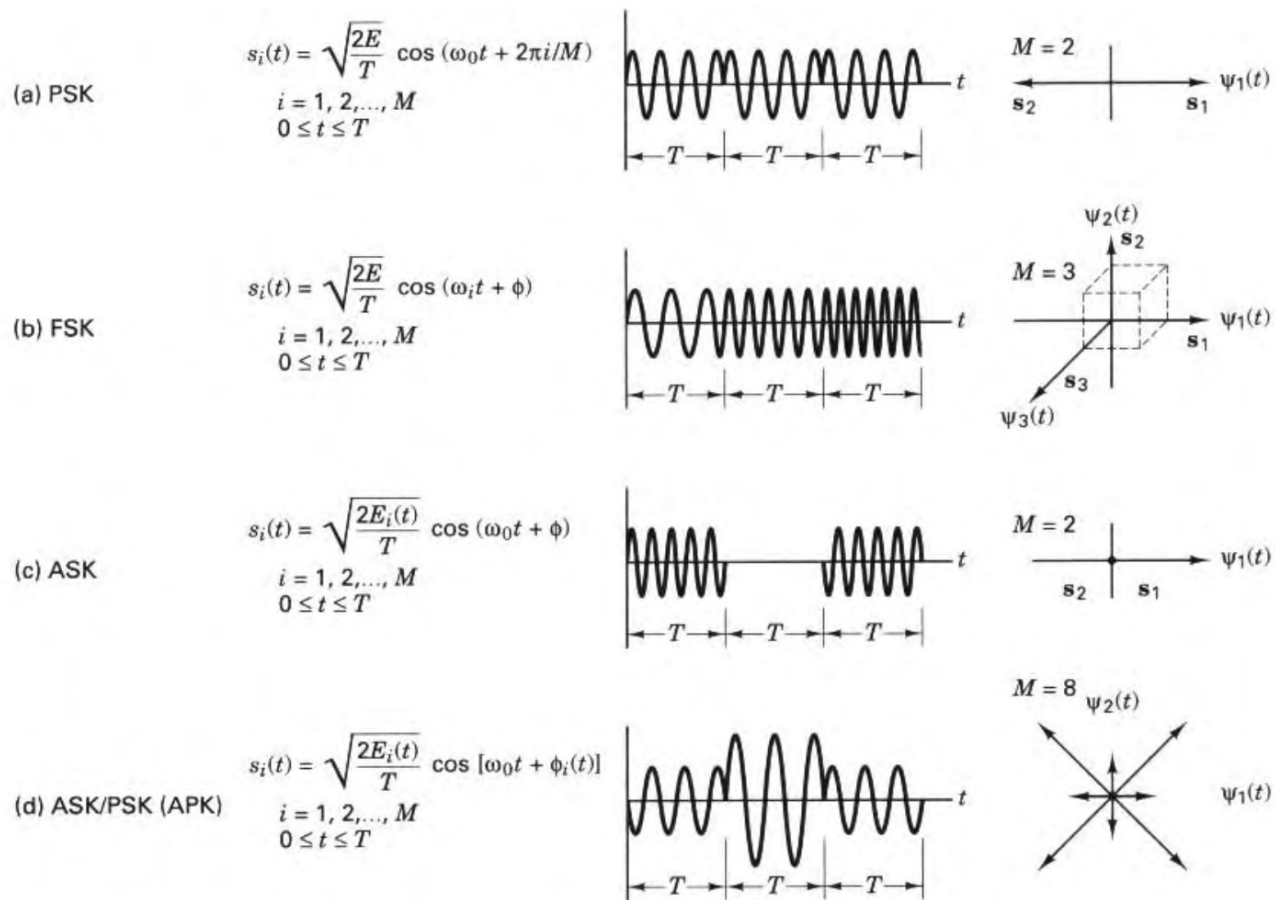 (a) PSK
s_i(t) = √(2E/T) cos (ω₀t + 2πi/M)
i = 1, 2,..., M
0 ≤ t ≤ T
t
T T T
M = 2
ψ₁(t)
s₂ s₁
(b) FSK
s_i(t) = √(2E/T) cos (ω_i t + ϕ)
i = 1, 2,..., M
0 ≤ t ≤ T
t
T T T
ψ₂(t)
s₂
M = 3
ψ₁(t)
s₁
s₃
ψ₃(t)
(c) ASK
s_i(t) = √(2E_i(t)/T) cos (ω₀t + ϕ)
i = 1, 2,..., M
0 ≤ t ≤ T
t
T T T
M = 2
ψ₁(t)
s₂ s₁
(d) ASK/PSK (APK)
s_i(t) = √(2E_i(t)/T) cos [ω₀t + ϕ_i(t)]
i = 1, 2,..., M
0 ≤ t ≤ T
t
T T T
M = 8
ψ₂(t)
ψ₁(t)